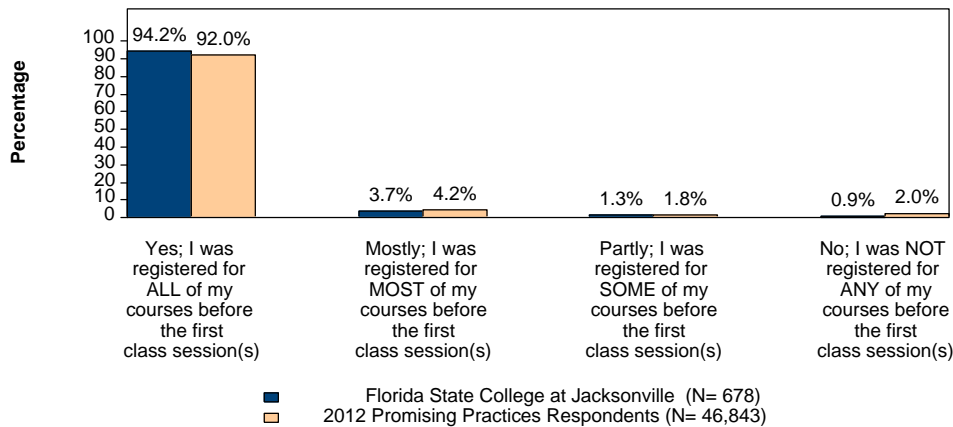 Percentage
100
90
80
70
60
50
40
30
20
10
0
94.2% 92.0%
3.7% 4.2%
1.3% 1.8%
0.9% 2.0%
Yes; I was
registered for
ALL of my
courses before
the first
class session(s)
Mostly; I was
registered for
MOST of my
courses before
the first
class session(s)
Partly; I was
registered for
SOME of my
courses before
the first
class session(s)
No; I was NOT
registered for
ANY of my
courses before
the first
class session(s)
Florida State College at Jacksonville (N= 678)
2012 Promising Practices Respondents (N= 46,843)